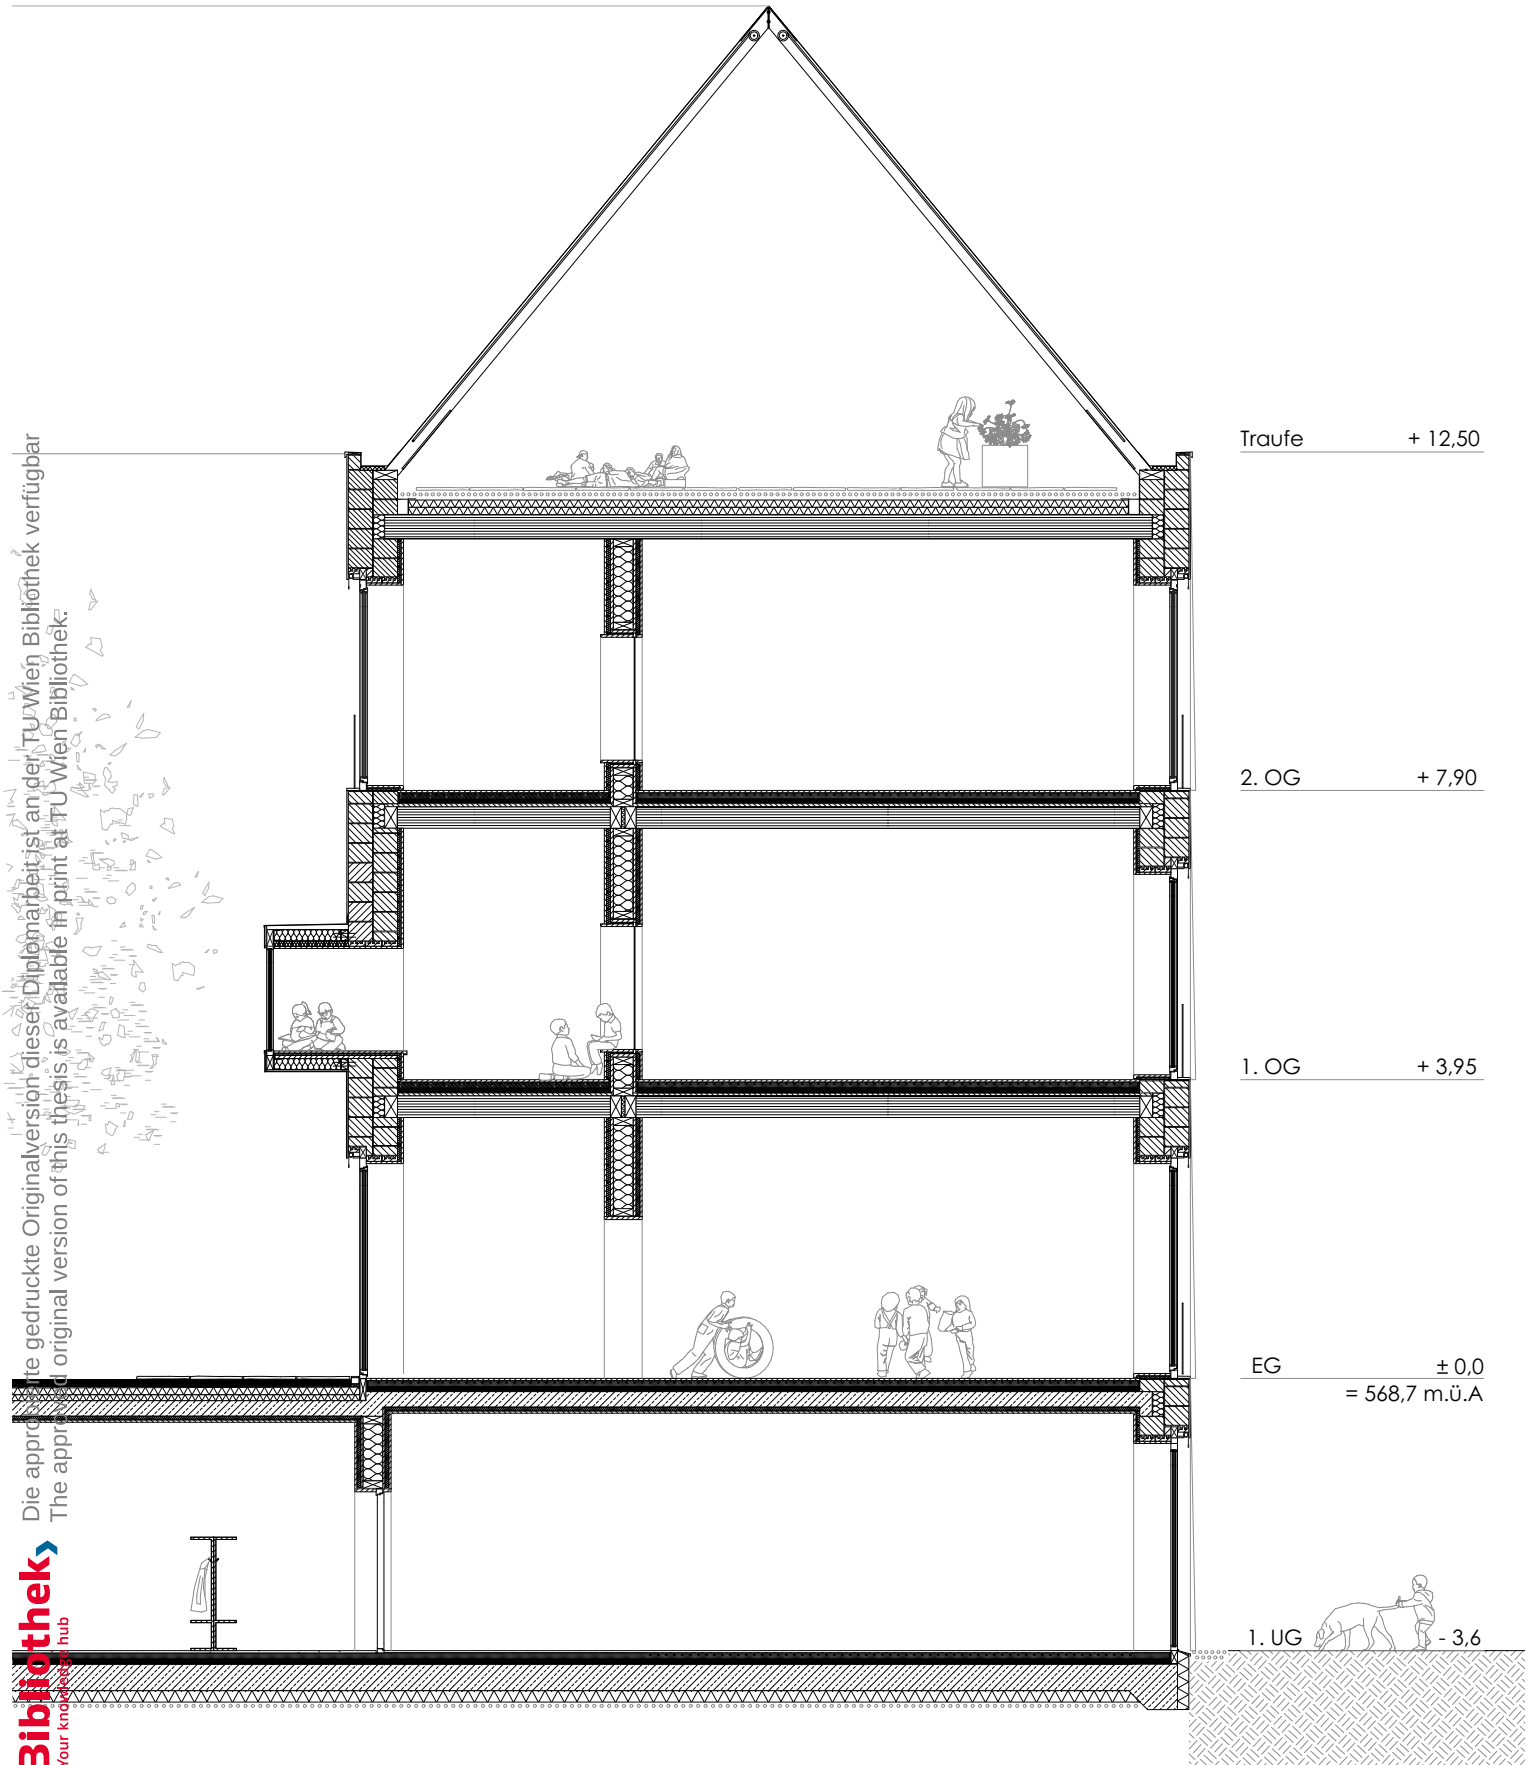 Traufe + 12,50
2. OG + 7,90
1. OG + 3,95
EG ± 0,0
= 568,7 m.ü.A
1. UG - 3,6
Die approbierte gedruckte Originalversion dieser Diplomarbeit ist an der TU Wien Bibliothek verfügbar
The approved original version of this thesis is available in print at TU Wien Bibliothek.
Bibliothek
Your knowledge hub